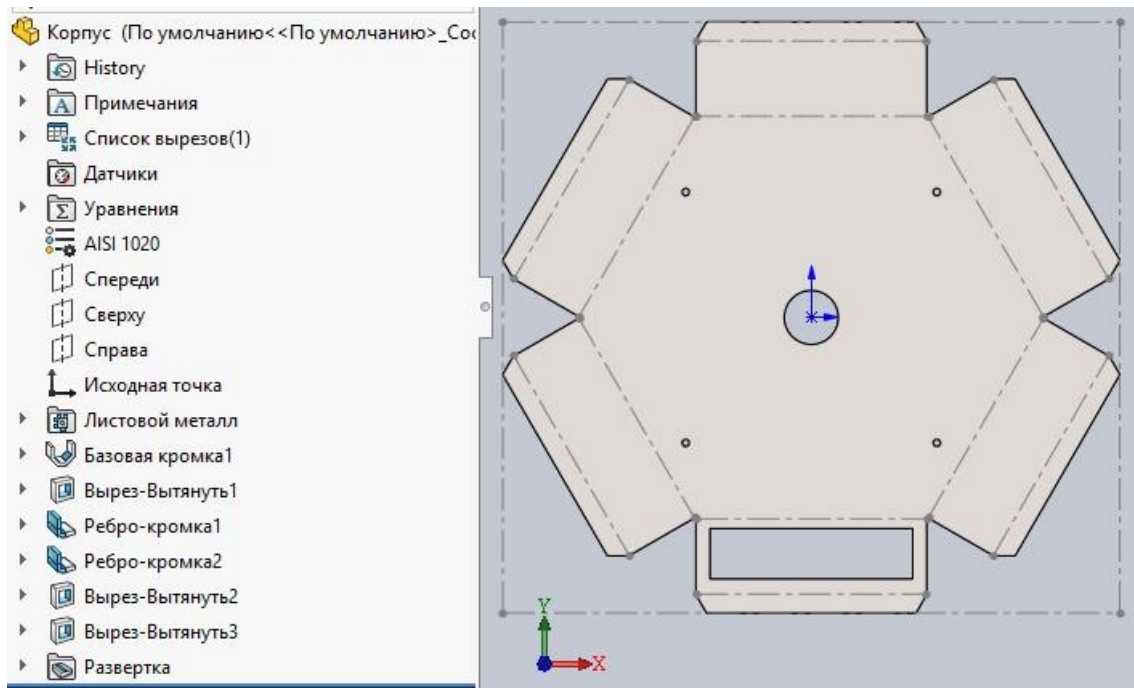 Корпус (По умолчанию<<По умолчанию>_Сос
History
A Примечания
Список вырезов(1)
Датчики
Σ Уравнения
AISI 1020
Спереди
Сверху
Справа
Исходная точка
Листовой металл
Базовая кромка1
Вырез-Вытянуть1
Ребро-кромка1
Ребро-кромка2
Вырез-Вытянуть2
Вырез-Вытянуть3
Развертка
Y
X